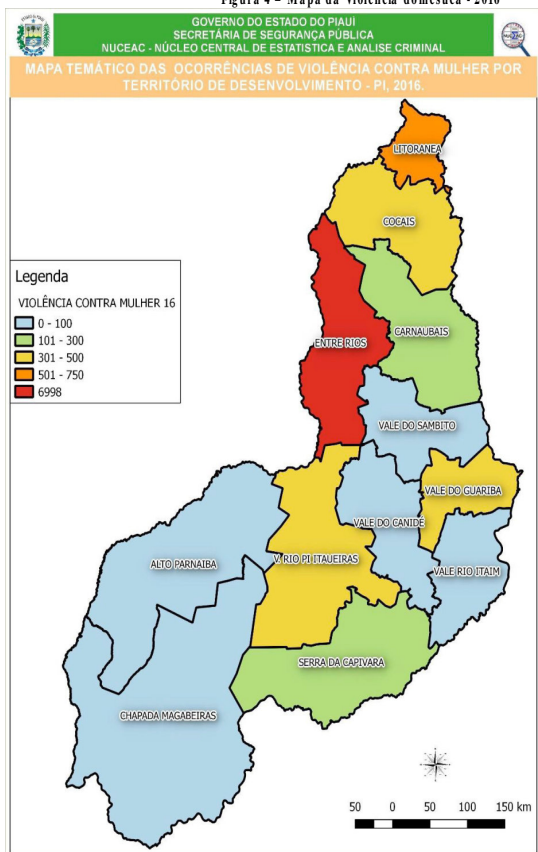 Figura 4 – Mapa da Violência doméstica - 2016
GOVERNO DO ESTADO DO PIAUÍ
SECRETÁRIA DE SEGURANÇA PÚBLICA
NUCEAC - NÚCLEO CENTRAL DE ESTATISTICA E ANALISE CRIMINAL
MAPA TEMÁTICO DAS OCORRÊNCIAS DE VIOLÊNCIA CONTRA MULHER POR
TERRITÓRIO DE DESENVOLVIMENTO - PI, 2016.
LITORANEA
COCAIS
Legenda
VIOLÊNCIA CONTRA MULHER 16
0 - 100
101 - 300
301 - 500
501 - 750
6998
ENTRE RIOS
CARNAUBAIS
VALE DO SAMBITO
VALE DO GUARIBA
VALE DO CANIDÉ
V. RIO PI ITAUEIRAS
ALTO PARNAIBA
VALE RIO ITAIM
SERRA DA CAPIVARA
CHAPADA MAGABEIRAS
50 0 50 100 150 km